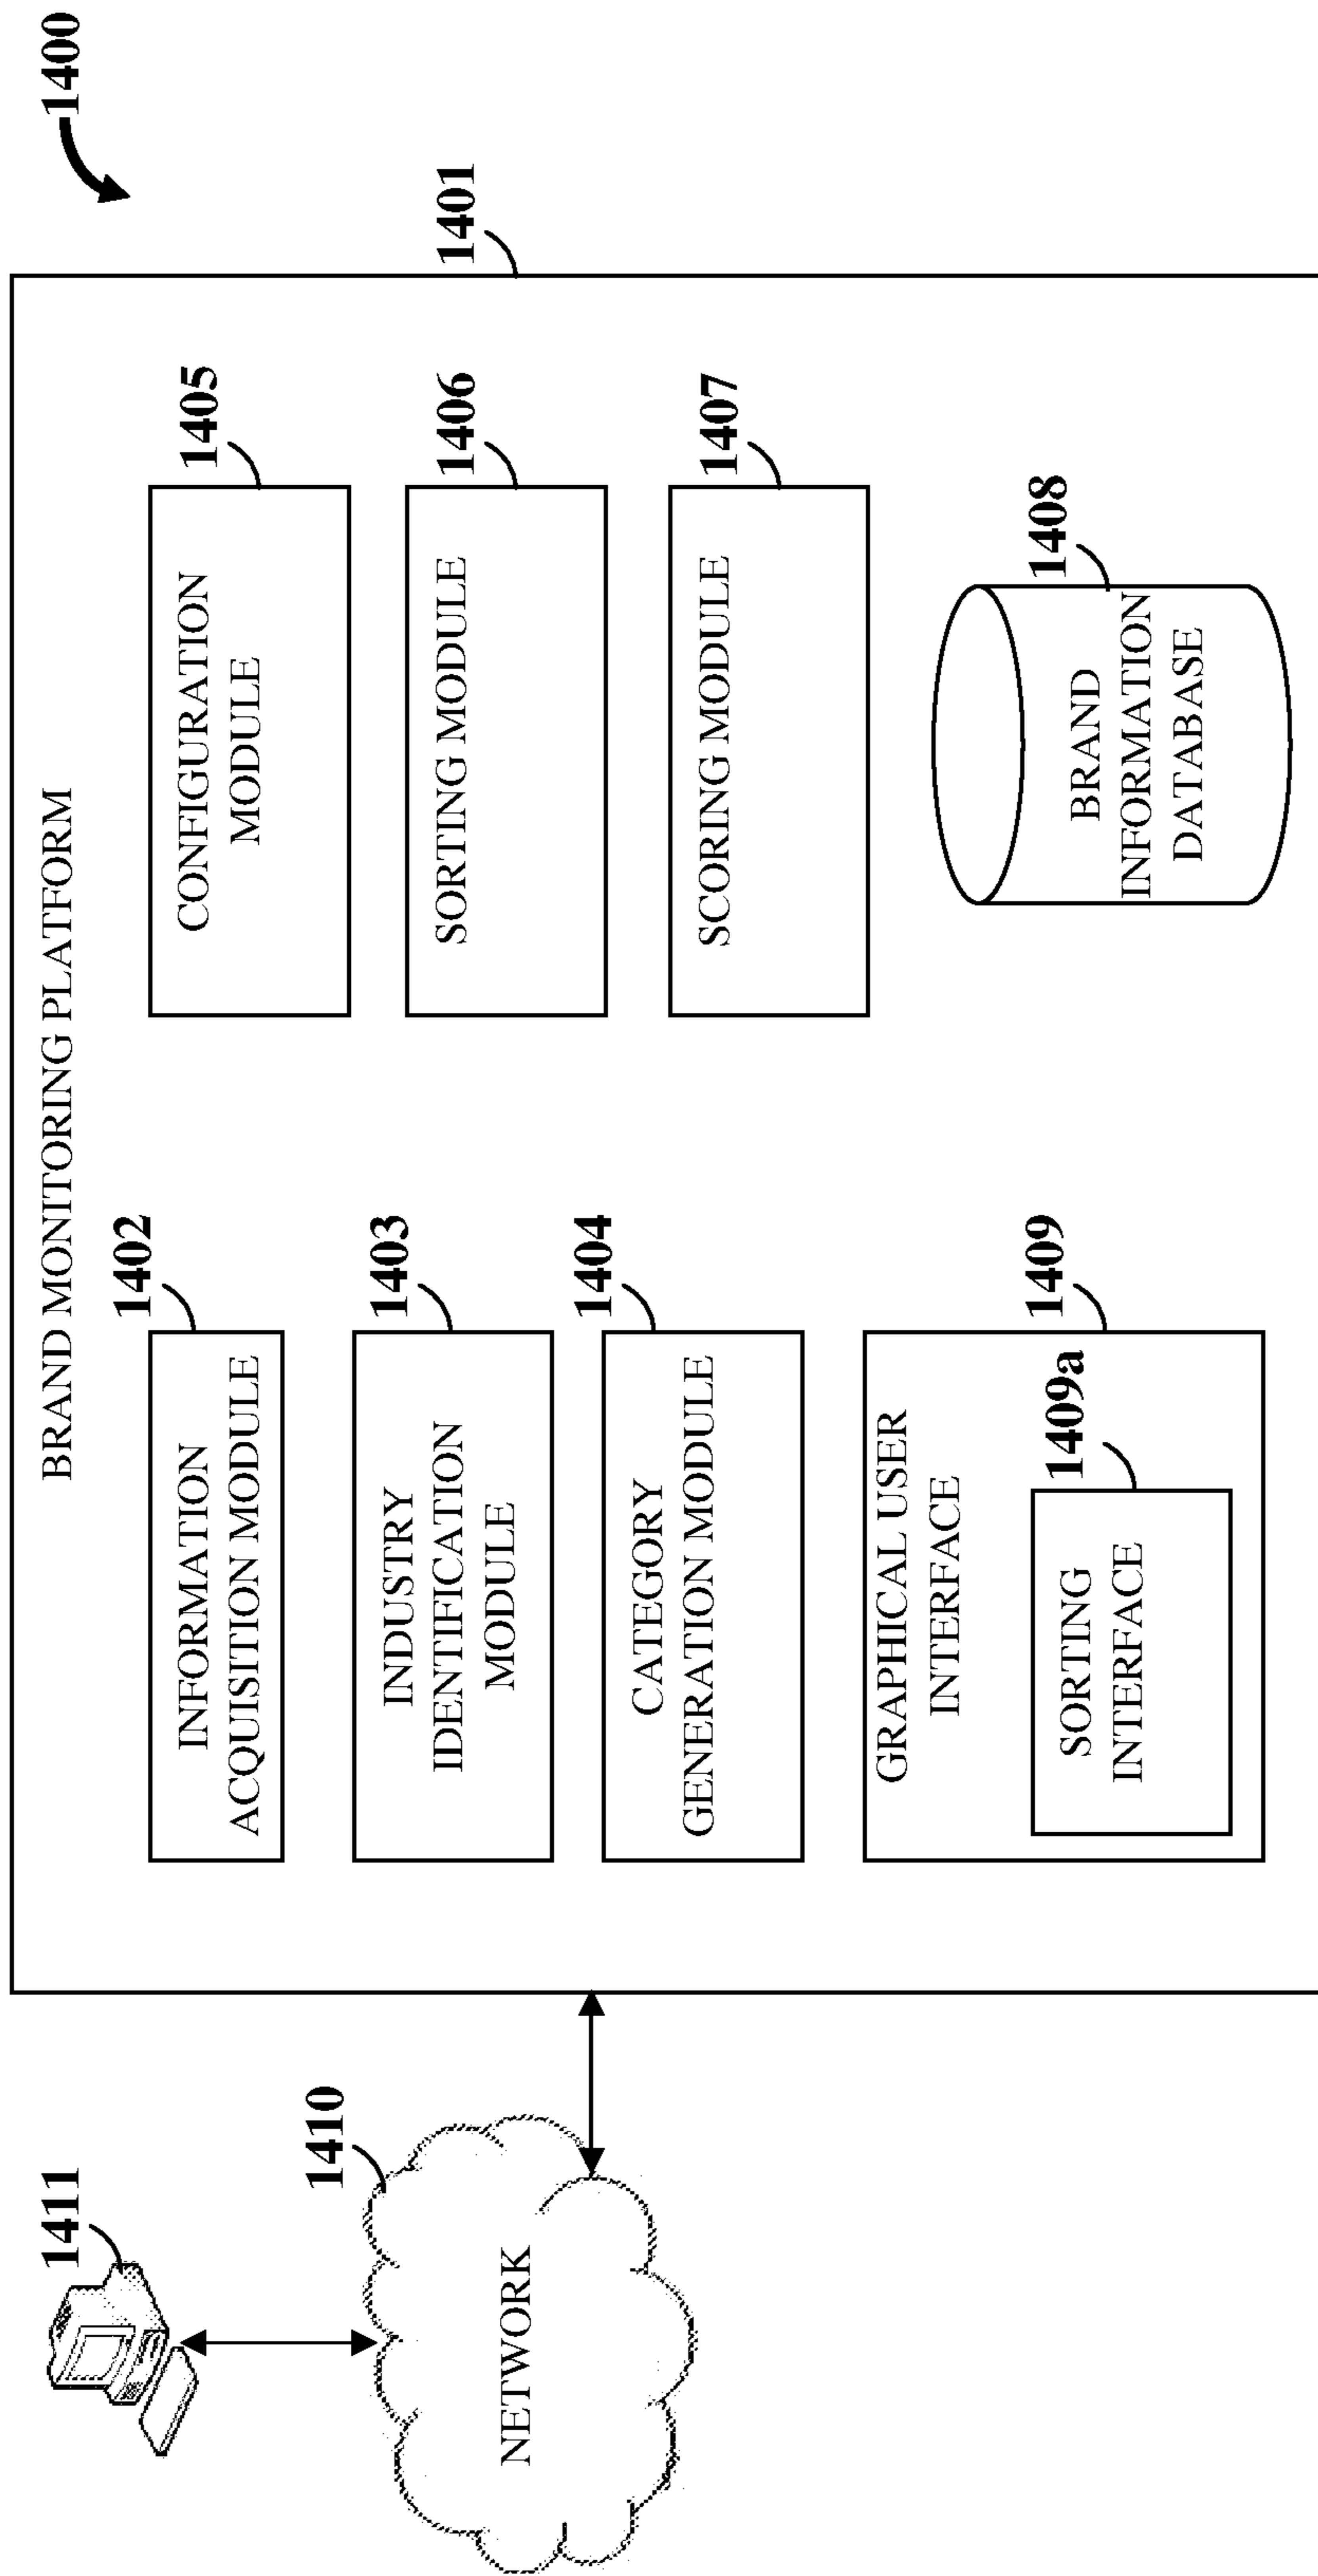 1400
BRAND MONITORING PLATFORM
1401
1411
1410
NETWORK
1402
INFORMATION
ACQUISITION MODULE
1403
INDUSTRY
IDENTIFICATION
MODULE
1404
CATEGORY
GENERATION MODULE
1409
GRAPHICAL USER
INTERFACE
1409a
SORTING
INTERFACE
1405
CONFIGURATION
MODULE
1406
SORTING MODULE
1407
SCORING MODULE
1408
BRAND
INFORMATION
DATABASE